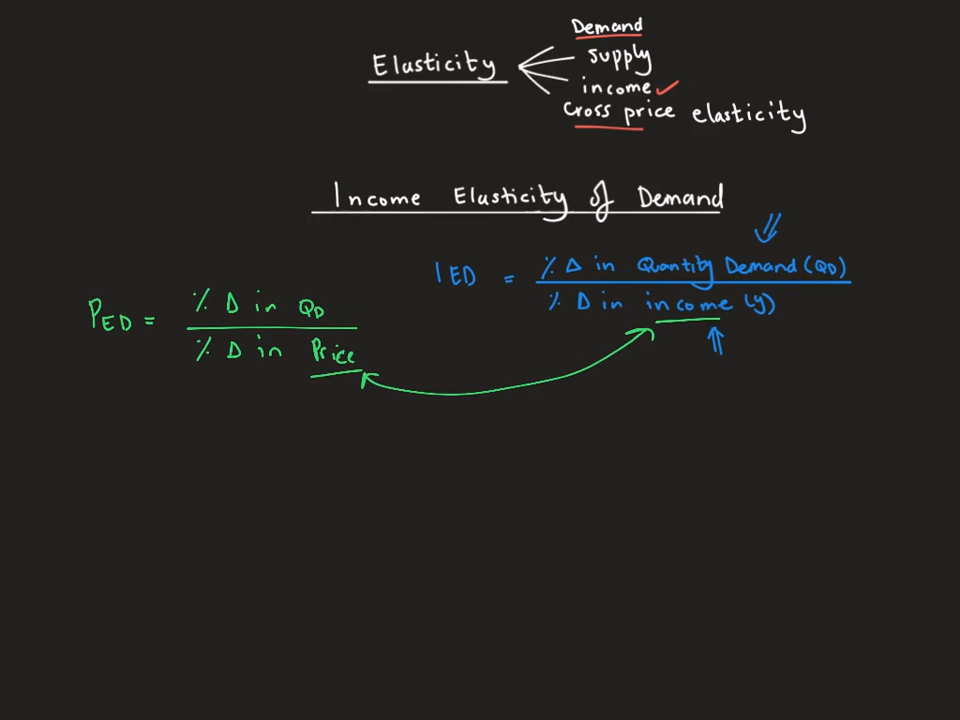 Demand
Elasticity
supply
income
Cross price elasticity
Income Elasticity of Demand
IED = % Δ in Quantity Demand (QD)
% Δ in income (y)
PED = % Δ in QD
% Δ in Price